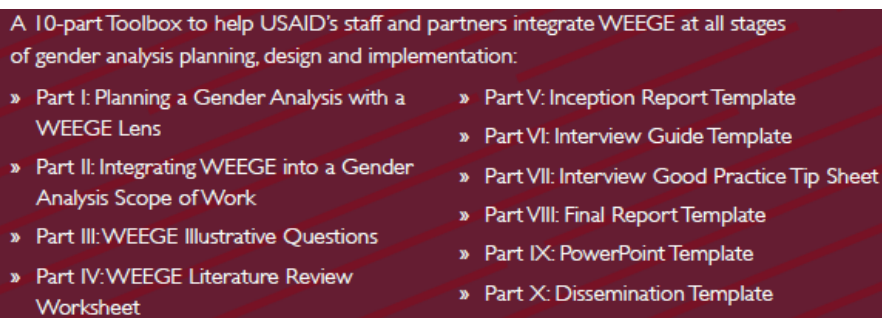 A 10-part Toolbox to help USAID's staff and partners integrate WEEGE at all stages
of gender analysis planning, design and implementation:
» Part I: Planning a Gender Analysis with a
WEEGE Lens
» Part II: Integrating WEEGE into a Gender
Analysis Scope of Work
» Part III: WEEGE Illustrative Questions
» Part IV: WEEGE Literature Review
Worksheet
» Part V: Inception Report Template
» Part VI: Interview Guide Template
» Part VII: Interview Good Practice Tip Sheet
» Part VIII: Final Report Template
» Part IX: PowerPoint Template
» Part X: Dissemination Template